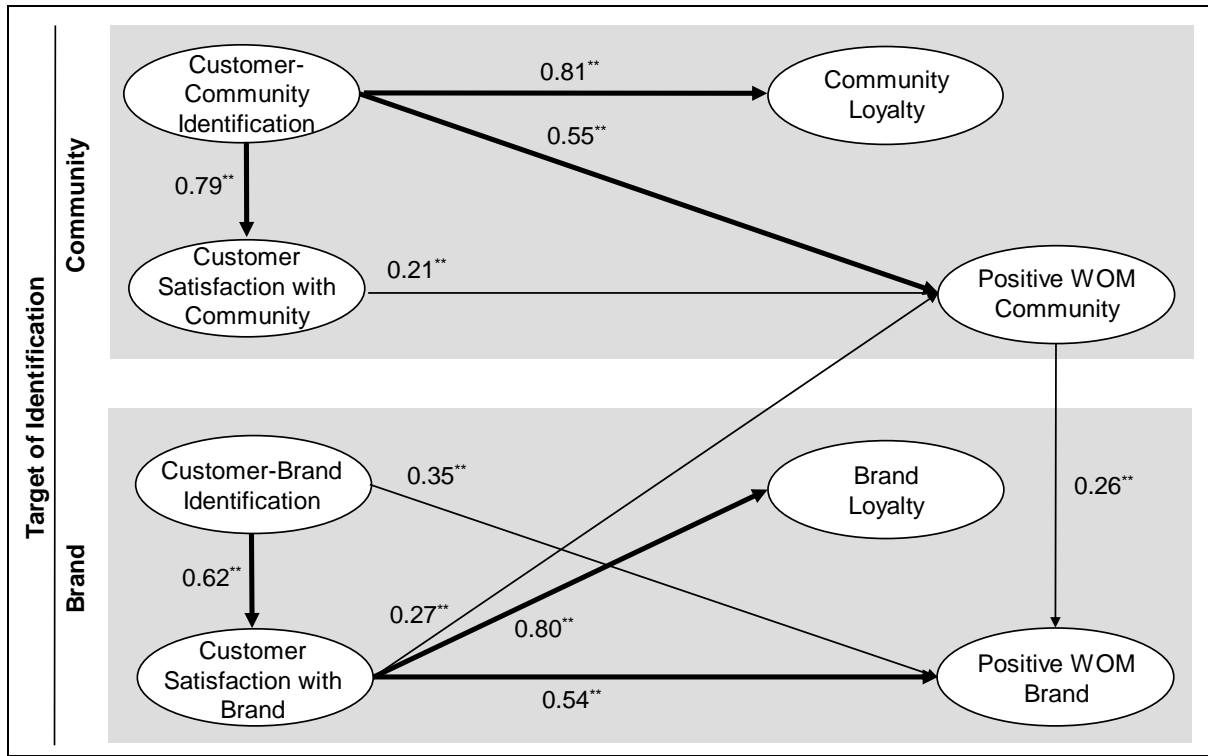 Target of Identification
Community
Customer-
Community
Identification
0.81**
Community
Loyalty
0.55**
0.79**
Customer
Satisfaction with
Community
0.21**
Positive WOM
Community
Brand
Customer-Brand
Identification
0.35**
Brand
Loyalty
0.26**
0.62**
0.27**
0.80**
Customer
Satisfaction with
Brand
0.54**
Positive WOM
Brand